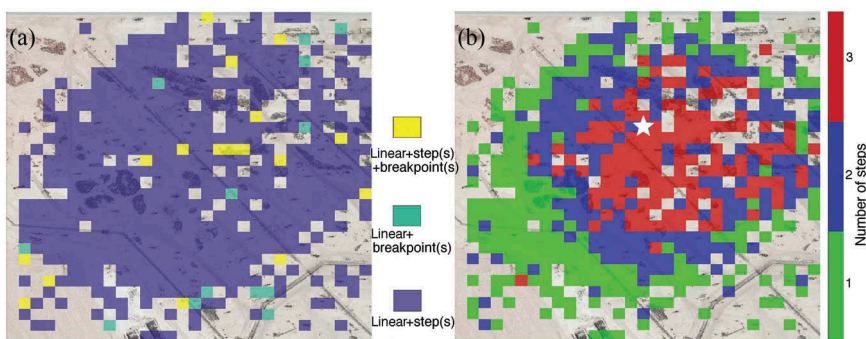 (a)
Linear+step(s)
+breakpoint(s)
Linear+
breakpoint(s)
Linear+step(s)
(b)
3
2
1
Number of steps